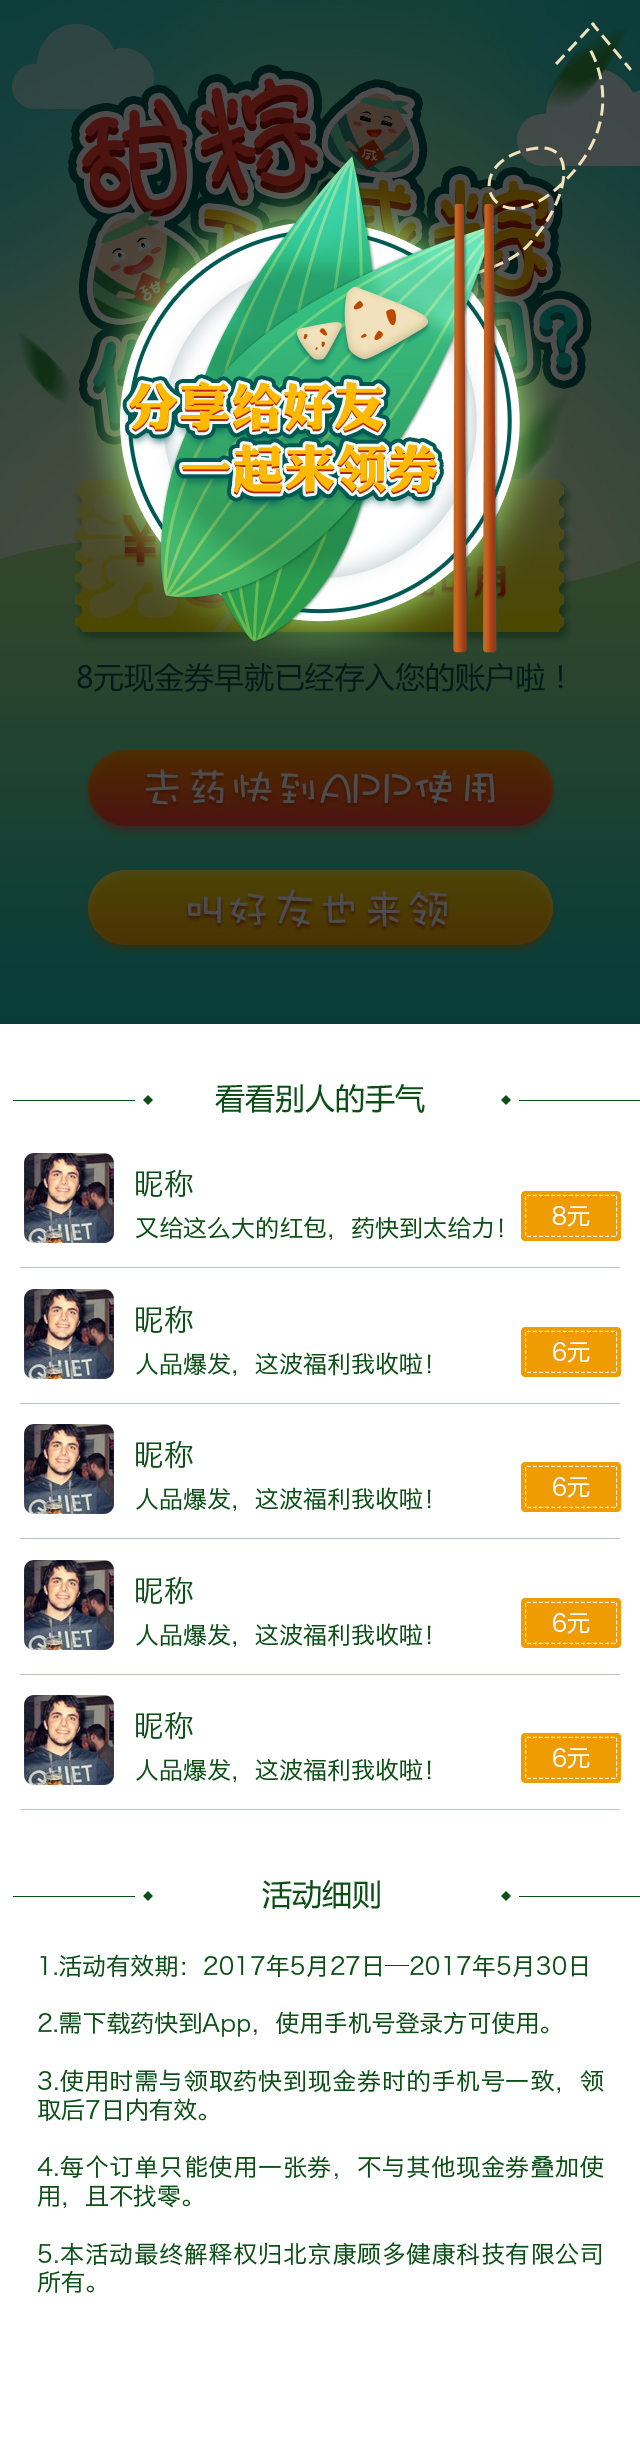 甜粽
咸
咸粽
甜
?
分享给好友
一起来领券
¥
用
8元现金券早就已经存入您的账户啦！
去药快到APP使用
叫好友也来领
看看别人的手气
昵称
又给这么大的红包，药快到太给力！
8元
昵称
人品爆发，这波福利我收啦！
6元
昵称
人品爆发，这波福利我收啦！
6元
昵称
人品爆发，这波福利我收啦！
6元
昵称
人品爆发，这波福利我收啦！
6元
活动细则
1.活动有效期：2017年5月27日—2017年5月30日
2.需下载药快到App，使用手机号登录方可使用。
3.使用时需与领取药快到现金券时的手机号一致，领
取后7日内有效。
4.每个订单只能使用一张券，不与其他现金券叠加使
用，且不找零。
5.本活动最终解释权归北京康顾多健康科技有限公司
所有。